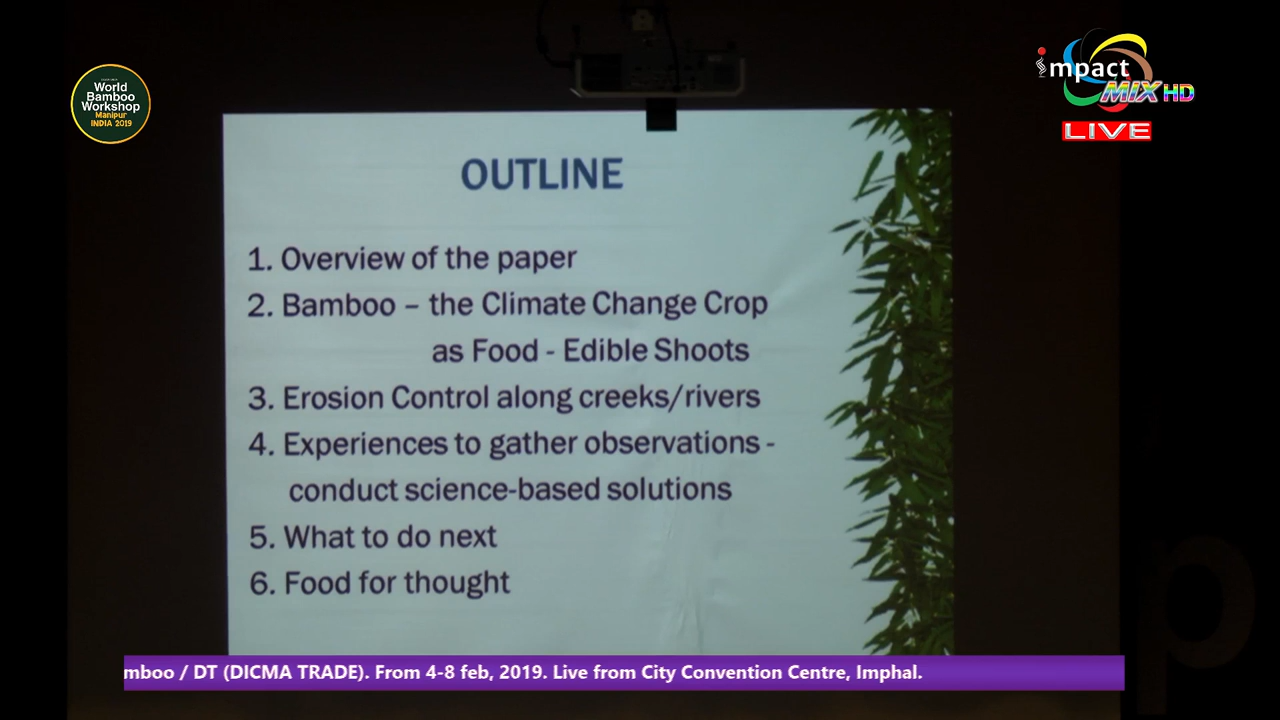 World
Bamboo
Workshop
Manipur
INDIA 2019
impact
MIX HD
LIVE
OUTLINE
1. Overview of the paper
2. Bamboo – the Climate Change Crop
as Food - Edible Shoots
3. Erosion Control along creeks/rivers
4. Experiences to gather observations -
conduct science-based solutions
5. What to do next
6. Food for thought
mboo / DT (DICMA TRADE). From 4-8 feb, 2019. Live from City Convention Centre, Imphal.